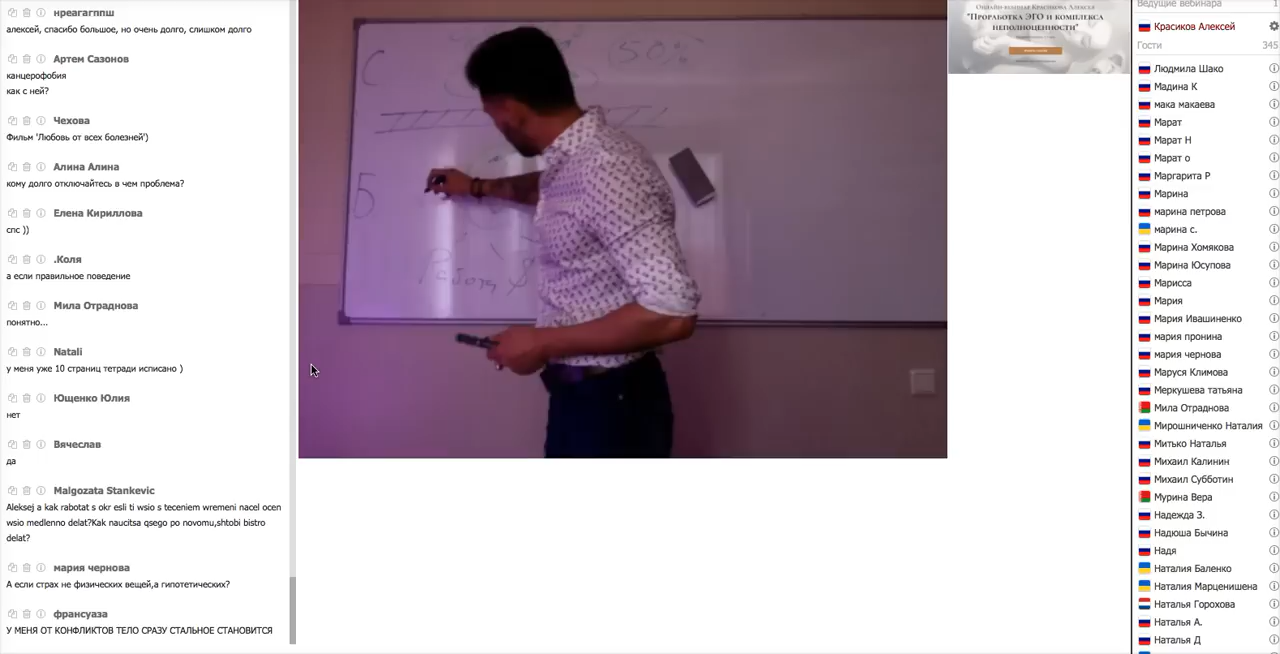 нреагагппш
алексей, спасибо большое, но очень долго, слишком долго
Артем Сазонов
канцерофобия
как с ней?
Чехова
Фильм 'Любовь от всех болезней')
Алина Алина
кому долго отключайтесь в чем проблема?
Елена Кириллова
спс ))
.Коля
а если правильное поведение
Мила Отраднова
понятно...
Natali
у меня уже 10 страниц тетради исписано )
Ющенко Юлия
нет
Вячеслав
да
Malgozata Stankevic
Aleksej a kak rabotat s okr esli ti wsio s teceniem wremeni nacel ocen
wsio medlenno delat?Kak naucitsa qsego po novomu,shtobi bistro
delat?
мария чернова
А если страх не физических вещей,а гипотетических?
франсуаза
У МЕНЯ ОТ КОНФЛИКТОВ ТЕЛО СРАЗУ СТАЛЬНОЕ СТАНОВИТСЯ
С
50%
Б
Онлайн-воркинг Красикова Алексея
"Проработка ЭГО и комплекса
неполноценности"
Ведущие вебинара 1
Красиков Алексей
Гости 345
Людмила Шако
Мадина К
мака макаева
Марат
Марат Н
Марат о
Маргарита Р
Марина
марина петрова
марина с.
Марина Хомякова
Марина Юсупова
Марисса
Мария
Мария Ивашиненко
мария пронина
мария чернова
Маруся Климова
Меркушева татьяна
Мила Отраднова
Мирошниченко Наталия
Митько Наталья
Михаил Калинин
Михаил Субботин
Мурина Вера
Надежда З.
Надюша Бычина
Надя
Наталия Баленко
Наталия Марценишена
Наталья Горохова
Наталья А.
Наталья Д